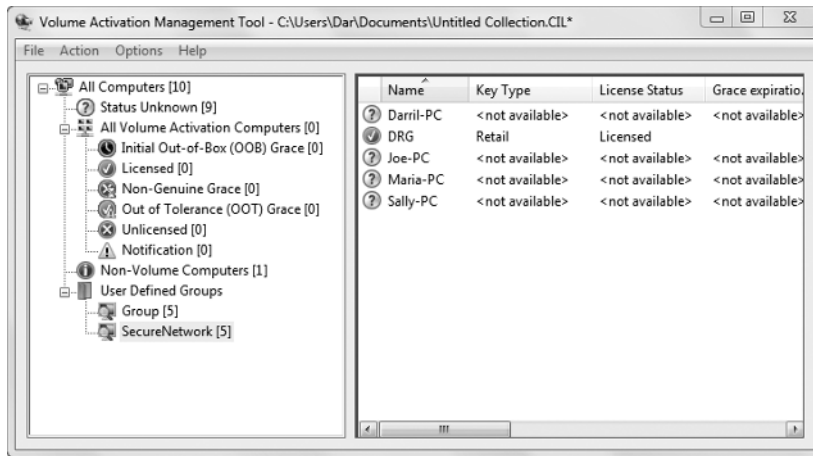 Volume Activation Management Tool - C:\Users\Dar\Documents\Untitled Collection.CIL*
File Action Options Help
All Computers [10]
Status Unknown [9]
All Volume Activation Computers [0]
Initial Out-of-Box (OOB) Grace [0]
Licensed [0]
Non-Genuine Grace [0]
Out of Tolerance (OOT) Grace [0]
Unlicensed [0]
Notification [0]
Non-Volume Computers [1]
User Defined Groups
Group [5]
SecureNetwork [5]
Name Key Type License Status Grace expiratio.
Darril-PC <not available> <not available> <not available>
DRG Retail Licensed
Joe-PC <not available> <not available> <not available>
Maria-PC <not available> <not available> <not available>
Sally-PC <not available> <not available> <not available>